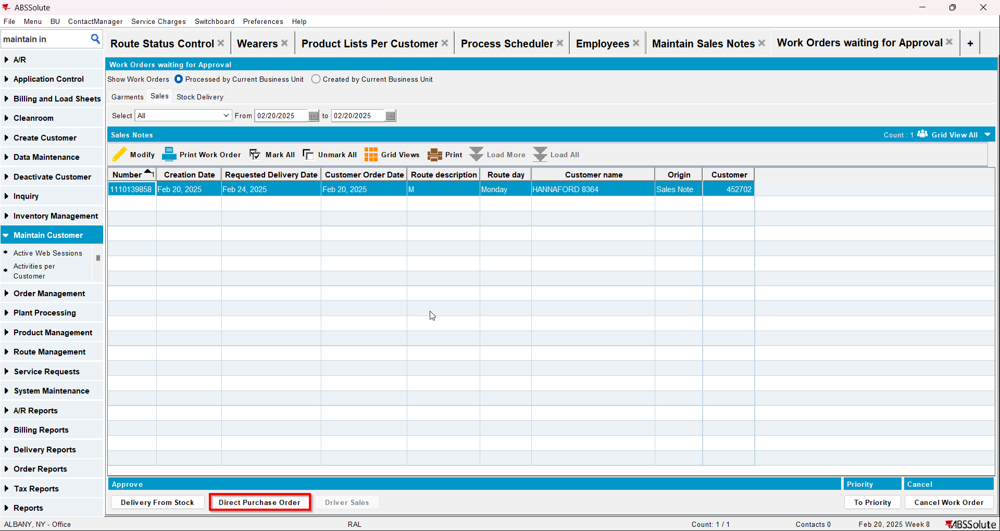 ABSSolute
File Menu BU ContactManager Service Charges Switchboard Preferences Help
maintain in
Route Status Control Wearers Product Lists Per Customer Process Scheduler Employees Maintain Sales Notes Work Orders waiting for Approval +
A/R
Application Control
Billing and Load Sheets
Cleanroom
Create Customer
Data Maintenance
Deactivate Customer
Inquiry
Inventory Management
Maintain Customer
Active Web Sessions
Activities per
Customer
Order Management
Plant Processing
Product Management
Route Management
Service Requests
System Maintenance
A/R Reports
Billing Reports
Delivery Reports
Order Reports
Tax Reports
Reports
Work Orders waiting for Approval
Show Work Orders Processed by Current Business Unit Created by Current Business Unit
Garments Sales Stock Delivery
Select All From 02/20/2025 to 02/20/2025
Sales Notes Count : 1 Grid View All
Modify Print Work Order Mark All Unmark All Grid Views Print Load More Load All
Number 1 Creation Date Requested Delivery Date Customer Order Date Route description Route day Customer name Origin Customer
1110139858 Feb 20, 2025 Feb 24, 2025 Feb 20, 2025 M Monday HANNAFORD 8364 Sales Note 452702
Approve Priority Cancel
Delivery From Stock Direct Purchase Order Driver Sales To Priority Cancel Work Order
ALBANY, NY - Office RAL Count: 1 / 1 Contacts 0 Feb 20, 2025 Week 8 ABSSolute